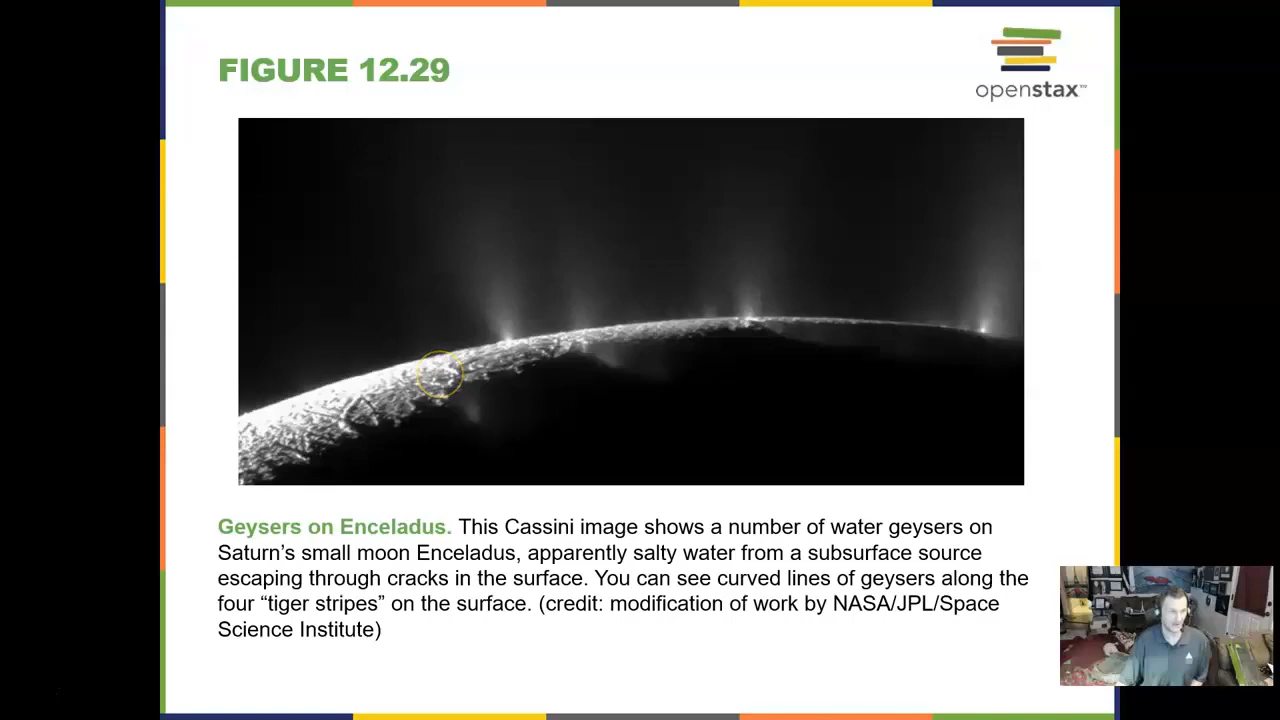 FIGURE 12.29
openstax™
Geysers on Enceladus. This Cassini image shows a number of water geysers on
Saturn’s small moon Enceladus, apparently salty water from a subsurface source
escaping through cracks in the surface. You can see curved lines of geysers along the
four “tiger stripes” on the surface. (credit: modification of work by NASA/JPL/Space
Science Institute)